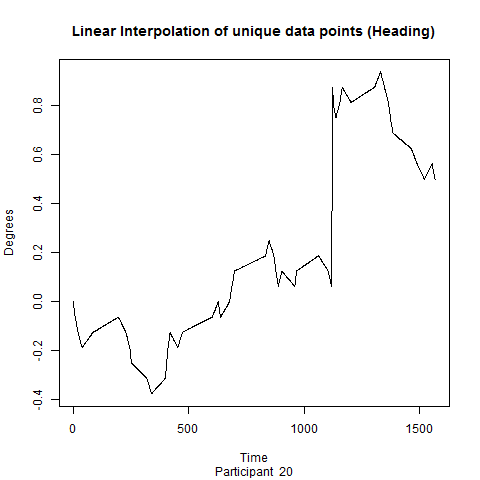 Linear Interpolation of unique data points (Heading)
Degrees
0.8
0.6
0.4
0.2
0.0
-0.2
-0.4
0 500 1000 1500
Time
Participant 20